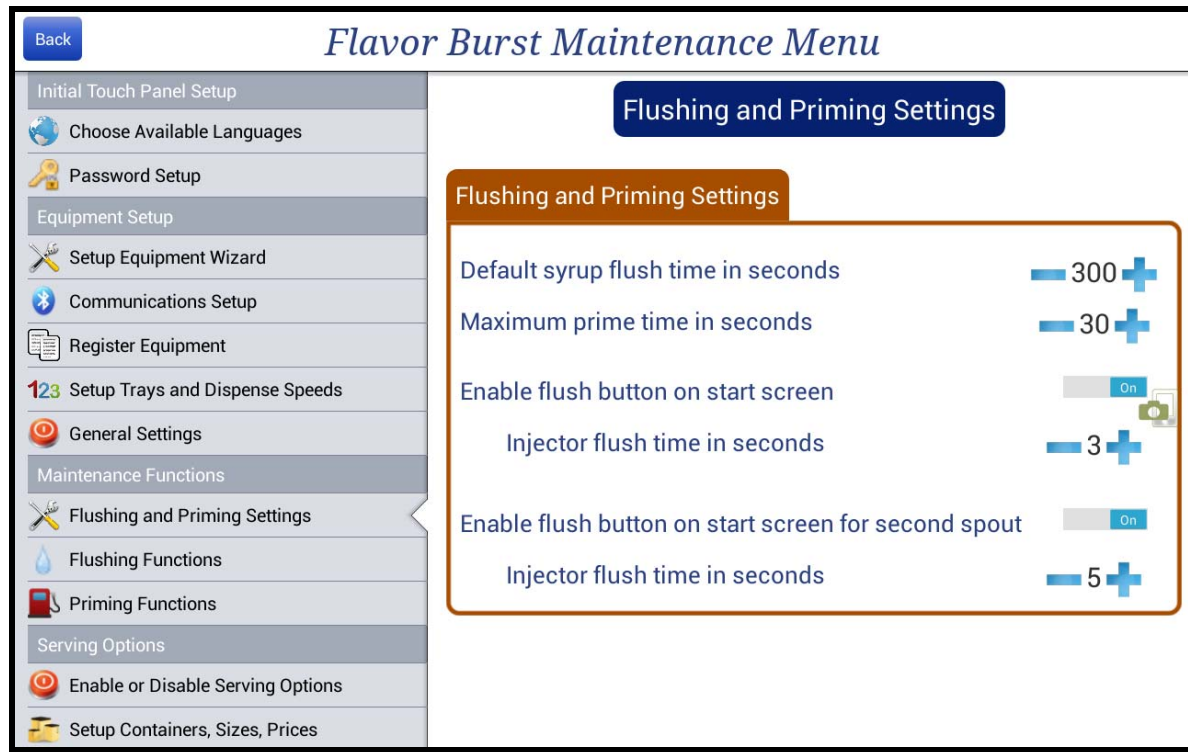 Back
Flavor Burst Maintenance Menu
Initial Touch Panel Setup
Choose Available Languages
Password Setup
Equipment Setup
Setup Equipment Wizard
Communications Setup
Register Equipment
123 Setup Trays and Dispense Speeds
General Settings
Maintenance Functions
Flushing and Priming Settings
Flushing Functions
Priming Functions
Serving Options
Enable or Disable Serving Options
Setup Containers, Sizes, Prices
Flushing and Priming Settings
Flushing and Priming Settings
Default syrup flush time in seconds 300
Maximum prime time in seconds 30
Enable flush button on start screen On
Injector flush time in seconds 3
Enable flush button on start screen for second spout On
Injector flush time in seconds 5